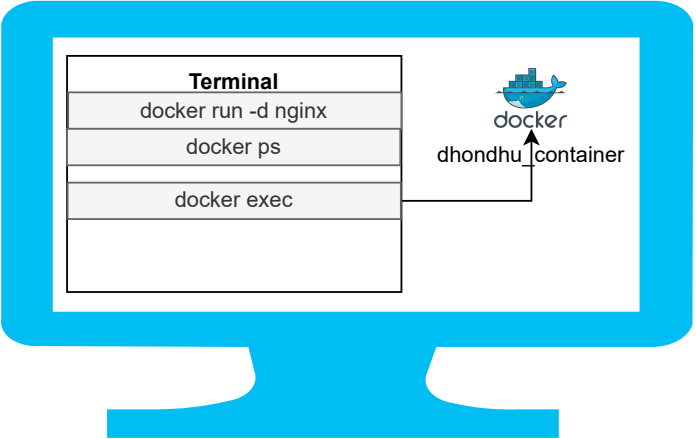 Terminal
docker run -d nginx
docker ps
docker exec
docker
dhondhu_container